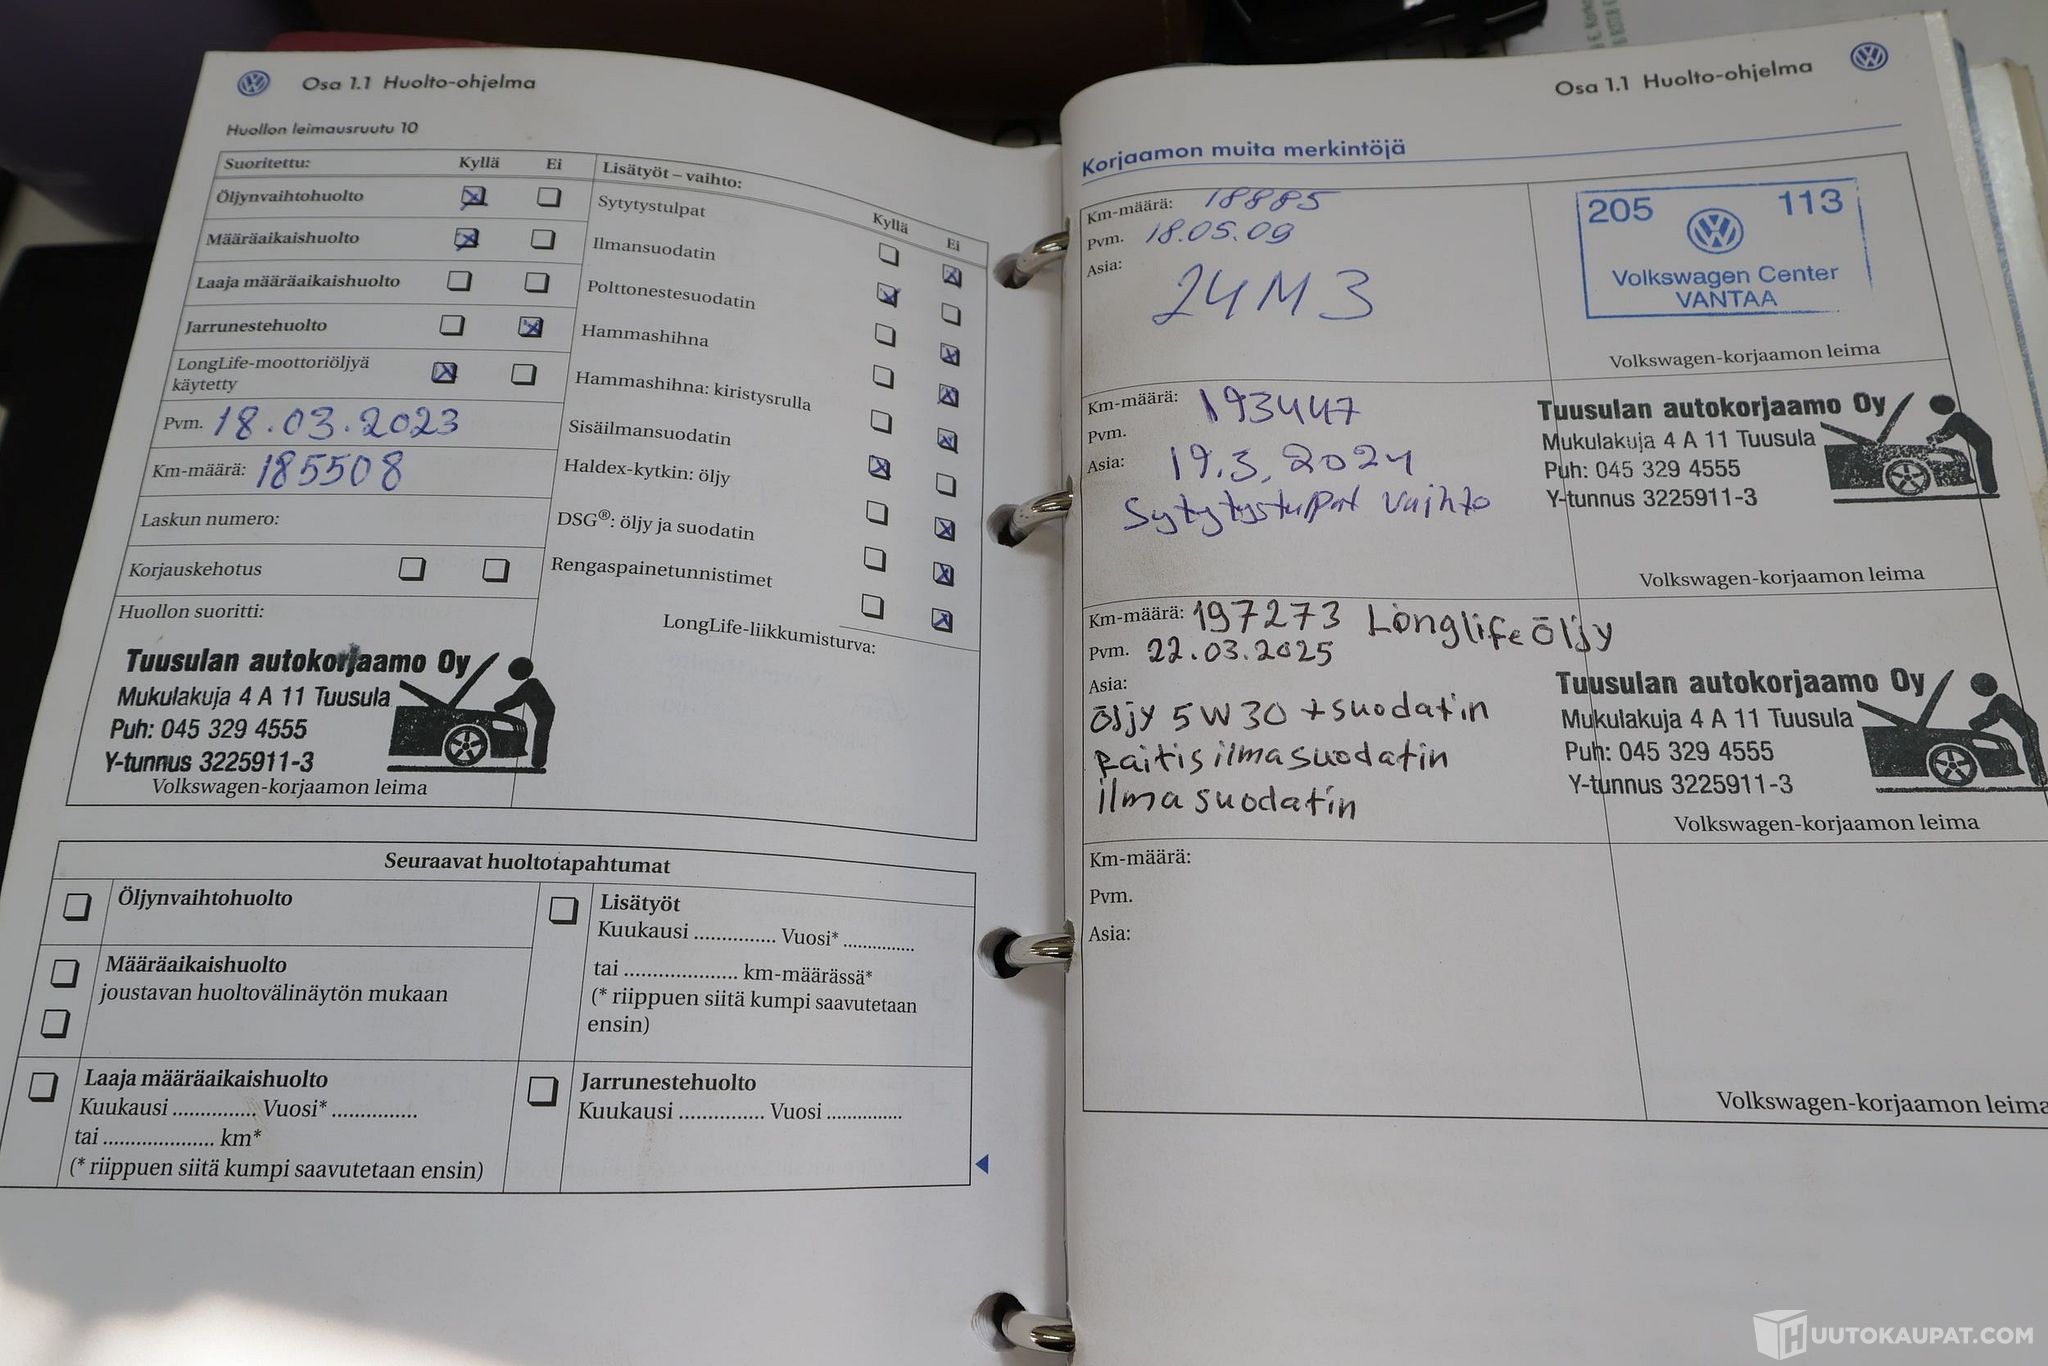 Osa 1.1 Huolto-ohjelma
Huollon leimausruutu 10
Suoritettu: Kyllä Ei
Öljynvaihtohuolto
Määräaikaishuolto
Laaja määräaikaishuolto
Jarrunestehuolto
LongLife-moottoriöljyä
käytetty
Pvm. 18.03.2023
Km-määrä: 185508
Laskun numero:
Korjauskehotus
Huollon suoritti:
Tuusulan autokorjaamo Oy
Mukulakuja 4 A 11 Tuusula
Puh: 045 329 4555
Y-tunnus 3225911-3
Volkswagen-korjaamon leima
Lisätyöt – vaihto:
Kyllä Ei
Sytytystulpat
Ilmansuodatin
Polttonestesuodatin
Hammashihna
Hammashihna: kiristysrulla
Sisäilmansuodatin
Haldex-kytkin: öljy
DSG®: öljy ja suodatin
Rengaspainetunnistimet
LongLife-liikkumisturva:
Seuraavat huoltotapahtumat
Öljynvaihtohuolto
Määräaikaishuolto
joustavan huoltovälinäytön mukaan
Laaja määräaikaishuolto
Kuukausi .............. Vuosi* ..............
tai .................... km*
(* riippuen siitä kumpi saavutetaan ensin)
Lisätyöt
Kuukausi .............. Vuosi* ............
tai .................... km-määrässä*
(* riippuen siitä kumpi saavutetaan
ensin)
Jarrunestehuolto
Kuukausi .............. Vuosi .............
Osa 1.1 Huolto-ohjelma
Korjaamon muita merkintöjä
Km-määrä: 18885
Pvm. 18.05.09
Asia:
24M 3
205 113
Volkswagen Center
VANTAA
Volkswagen-korjaamon leima
Km-määrä: 193447
Pvm.
Asia: 19.3.2024
Sytytystulpat vaihto
Tuusulan autokorjaamo Oy
Mukulakuja 4 A 11 Tuusula
Puh: 045 329 4555
Y-tunnus 3225911-3
Volkswagen-korjaamon leima
Km-määrä: 197273 Longlife öljy
Pvm. 22.03.2025
Asia:
öljy 5W30 + suodatin
Raitisilmasuodatin
ilmasuodatin
Tuusulan autokorjaamo Oy
Mukulakuja 4 A 11 Tuusula
Puh: 045 329 4555
Y-tunnus 3225911-3
Volkswagen-korjaamon leima
Km-määrä:
Pvm.
Asia:
Volkswagen-korjaamon leima
HUUTOKAUPAT.COM